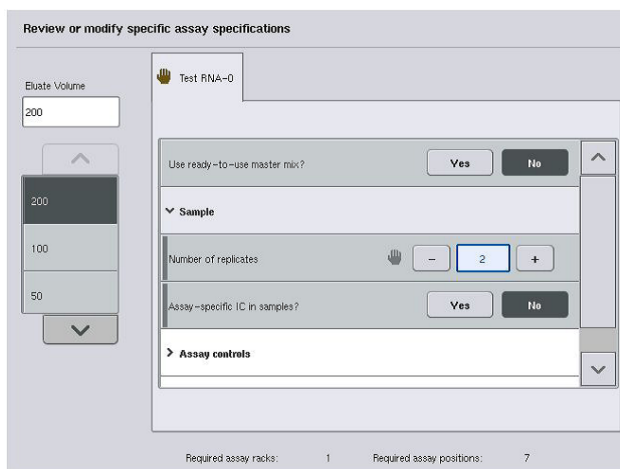 Review or modify specific assay specifications
Eluate Volume
200
200
100
50
Test RNA-0
Use ready-to-use master mix? Yes No
Sample
Number of replicates - 2 +
Assay-specific IC in samples? Yes No
Assay controls
Required assay racks: 1 Required assay positions: 7